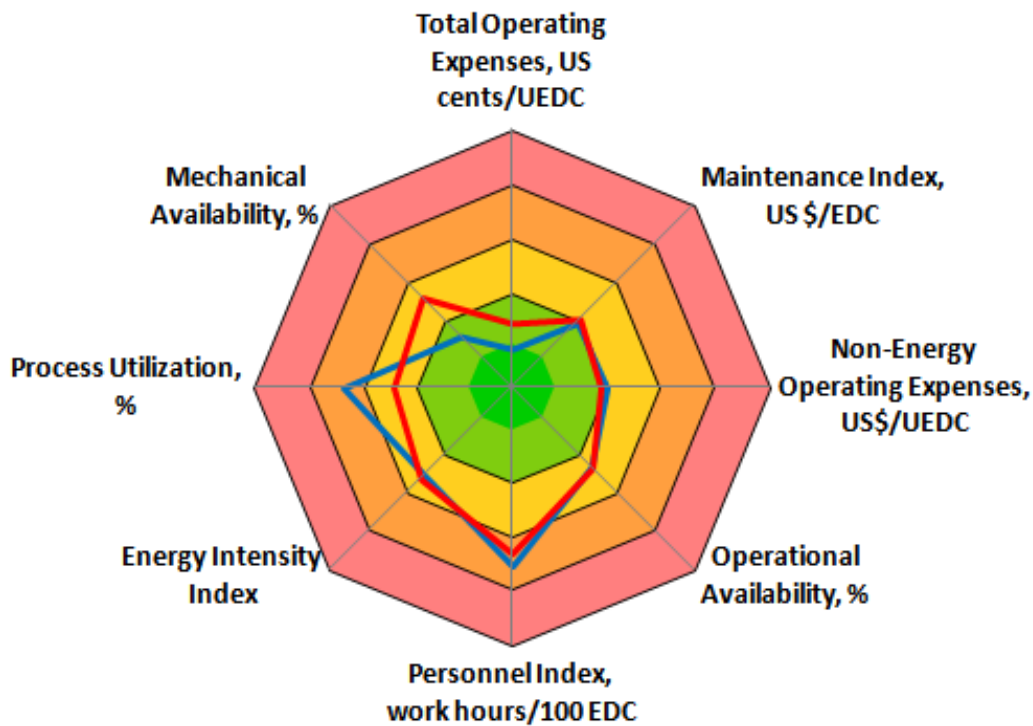 Total Operating
Expenses, US
cents/UEDC
Mechanical
Availability, %
Maintenance Index,
US $/EDC
Process Utilization,
%
Non-Energy
Operating Expenses,
US$/UEDC
Energy Intensity
Index
Operational
Availability, %
Personnel Index,
work hours/100 EDC